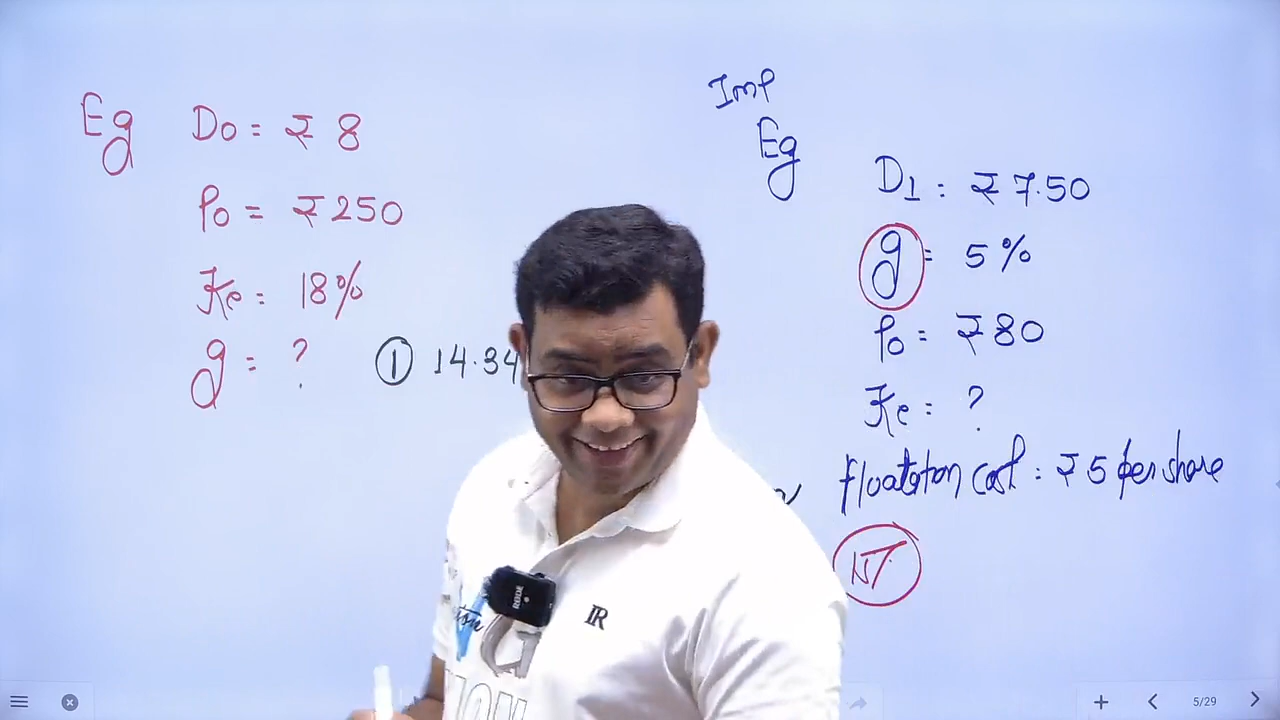 Eg D0 = ₹ 8
P0 = ₹ 250
Ke = 18%
g = ? ① 14.34
Imp
Eg
D1 = ₹ 7.50
g = 5%
P0 = ₹ 80
Ke = ?
floatation cost = ₹ 5 per share
NT
RODE
R
G
5/29